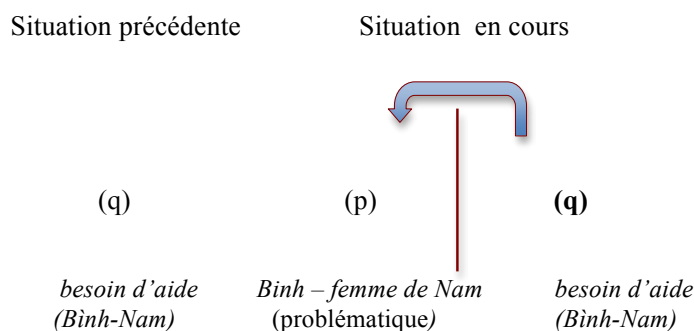 Situation précédente Situation en cours
(q) (p) (q)
besoin d’aide Binh – femme de Nam besoin d’aide
(Bình-Nam) (problématique) (Bình-Nam)